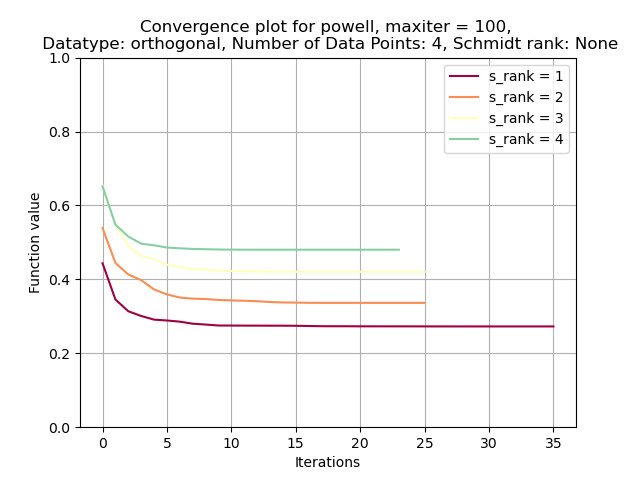 Convergence plot for powell, maxiter = 100,
Datatype: orthogonal, Number of Data Points: 4, Schmidt rank: None
1.0
0.8
0.6
0.4
0.2
0.0
Function value
s_rank = 1
s_rank = 2
s_rank = 3
s_rank = 4
0 5 10 15 20 25 30 35
Iterations